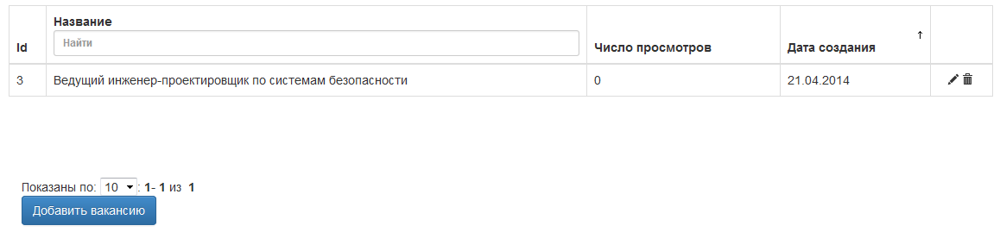 Id Название Число просмотров Дата создания
Найти
3 Ведущий инженер-проектировщик по системам безопасности 0 21.04.2014
Показаны по: 10 : 1- 1 из 1
Добавить вакансию